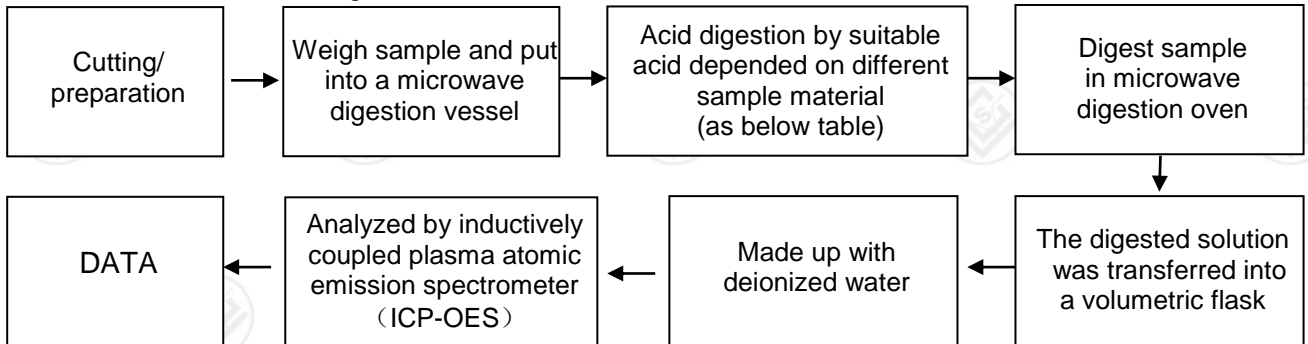 Cutting/
preparation
Weigh sample and put
into a microwave
digestion vessel
Acid digestion by suitable
acid depended on different
sample material
(as below table)
Digest sample
in microwave
digestion oven
The digested solution
was transferred into
a volumetric flask
Made up with
deionized water
Analyzed by inductively
coupled plasma atomic
emission spectrometer
（ICP-OES）
DATA